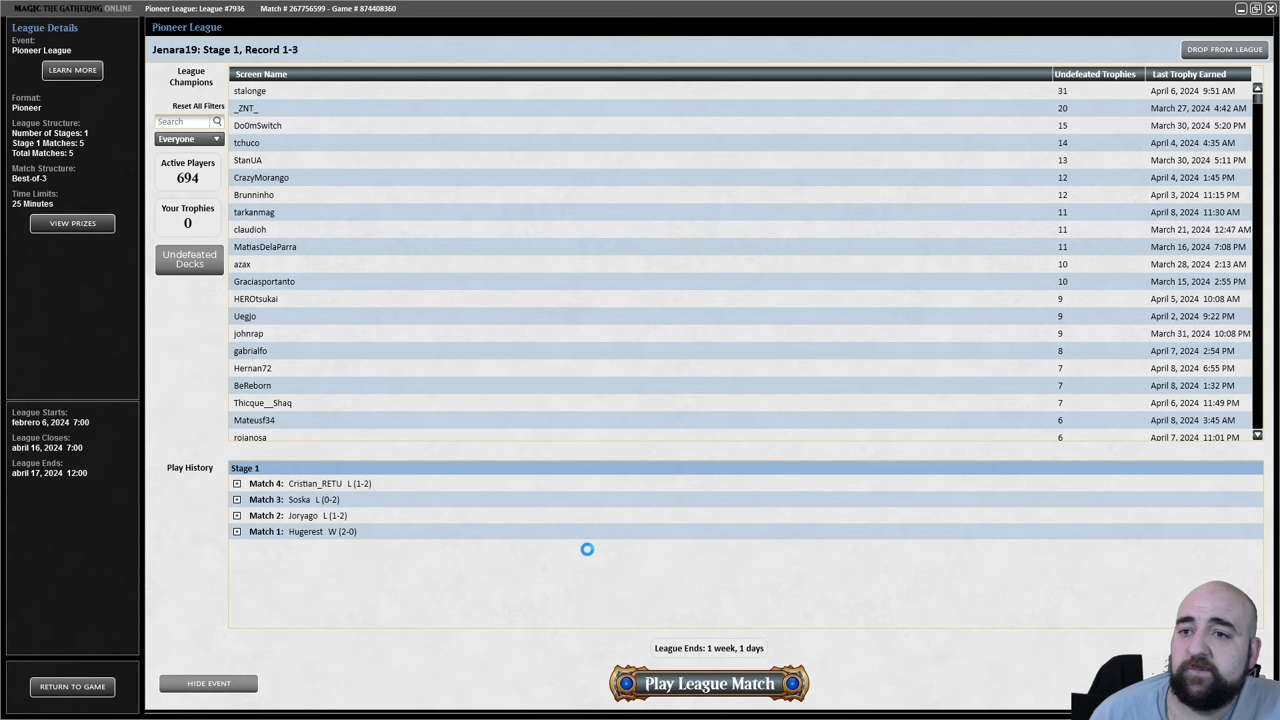 MAGIC THE GATHERING ONLINE
Pioneer League: League #7936
Match # 267756599 - Game # 874408360
League Details
Event:
Pioneer League
LEARN MORE
Format:
Pioneer
League Structure:
Number of Stages: 1
Stage 1 Matches: 5
Total Matches: 5
Match Structure:
Best-of-3
Time Limits:
25 Minutes
VIEW PRIZES
League Starts:
febrero 6, 2024 7:00
League Closes:
abril 16, 2024 7:00
League Ends:
abril 17, 2024 12:00
RETURN TO GAME
Pioneer League
Jenara19: Stage 1, Record 1-3
DROP FROM LEAGUE
League
Champions
Reset All Filters
Search
Everyone
Active Players
694
Your Trophies
0
Undefeated
Decks
Screen Name Undefeated Trophies Last Trophy Earned
stalonge 31 April 6, 2024 9:51 AM
_ZNT_ 20 March 27, 2024 4:42 AM
Do0mSwitch 15 March 30, 2024 5:20 PM
tchuco 14 April 4, 2024 4:35 AM
StanUA 13 March 30, 2024 5:11 PM
CrazyMorango 12 April 4, 2024 1:45 PM
Brunninho 12 April 3, 2024 11:15 PM
tarkanmag 11 April 8, 2024 11:30 AM
claudioh 11 March 21, 2024 12:47 AM
MatiasDelaParra 11 March 16, 2024 7:08 PM
azax 10 March 28, 2024 2:13 AM
Graciasportanto 10 March 15, 2024 2:55 PM
HEROtsukai 9 April 5, 2024 10:08 AM
Uegjo 9 April 2, 2024 9:22 PM
johnrap 9 March 31, 2024 10:08 PM
gabrialfo 8 April 7, 2024 2:54 PM
Hernan72 7 April 8, 2024 6:55 PM
BeReborn 7 April 8, 2024 1:32 PM
Thicque__Shaq 7 April 6, 2024 11:49 PM
Mateusf34 6 April 8, 2024 3:45 AM
rojanosa 6 April 7, 2024 11:01 PM
Play History
Stage 1
Match 4: Cristian_RETU L (1-2)
Match 3: Soska L (0-2)
Match 2: Joryago L (1-2)
Match 1: Hugerest W (2-0)
League Ends: 1 week, 1 days
HIDE EVENT
Play League Match